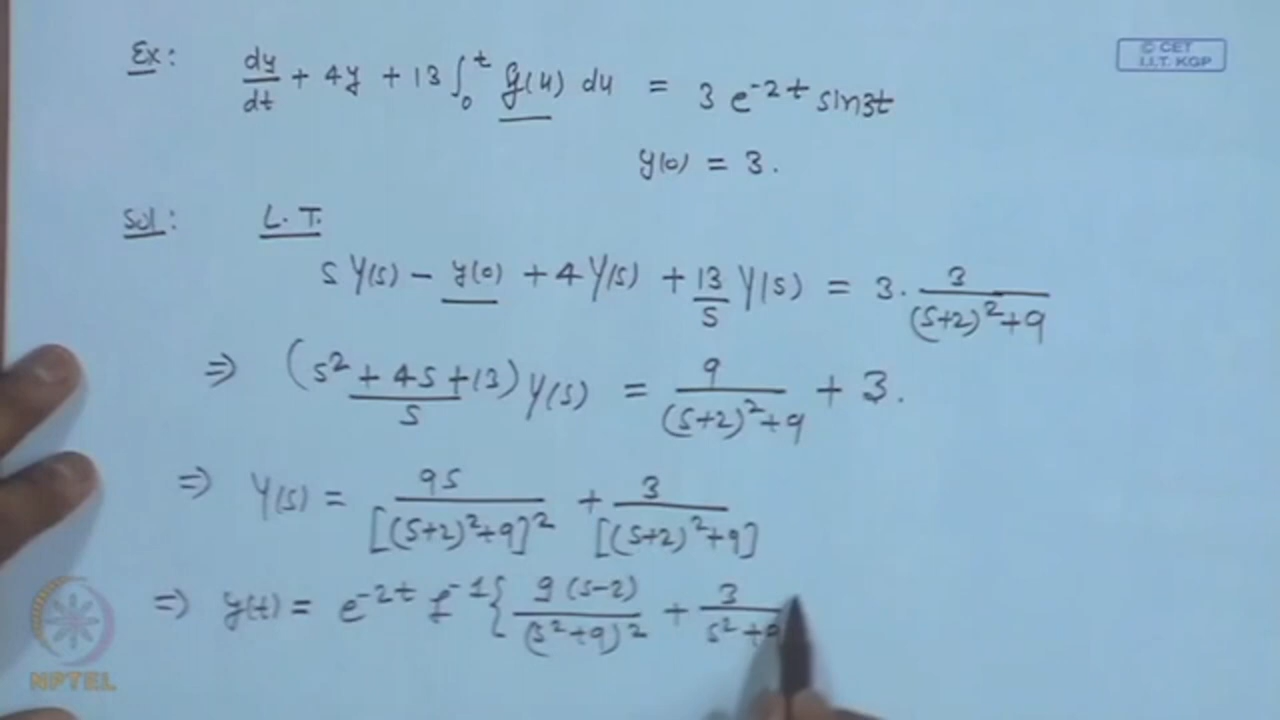 © CET
I.I.T. KGP
Ex: dy/dt + 4y + 13 ∫₀ᵗ y(u) du = 3 e^{-2t} sin3t
y(0) = 3.
Sol: L.T.
s Y(s) - y(0) + 4 Y(s) + 13/s Y(s) = 3 · 3/((s+2)²+9)
⇒ (s² + 4s + 13)/s Y(s) = 9/((s+2)²+9) + 3.
⇒ Y(s) = 9s/[(s+2)²+9]² + 3/[(s+2)²+9]
⇒ y(t) = e^{-2t} L⁻¹{ 9(s-2)/(s²+9)² + 3/(s²+9
NPTEL